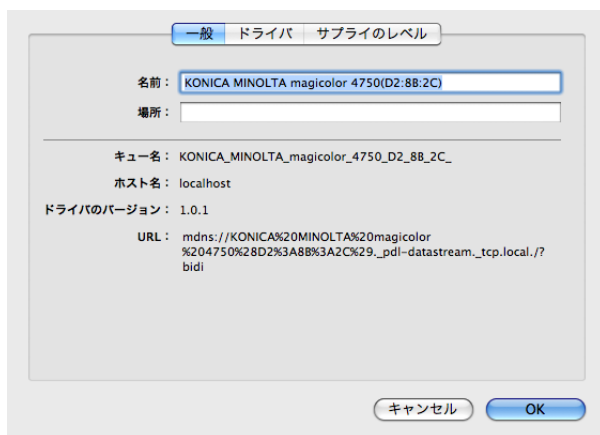 一般 ドライバ サプライのレベル
名前： KONICA MINOLTA magicolor 4750(D2:8B:2C)
場所：
キュー名： KONICA_MINOLTA_magicolor_4750_D2_8B_2C_
ホスト名： localhost
ドライバのバージョン： 1.0.1
URL： mdns://KONICA%20MINOLTA%20magicolor
%204750%28D2%3A8B%3A2C%29._pdl-datastream._tcp.local./?
bidi
キャンセル OK